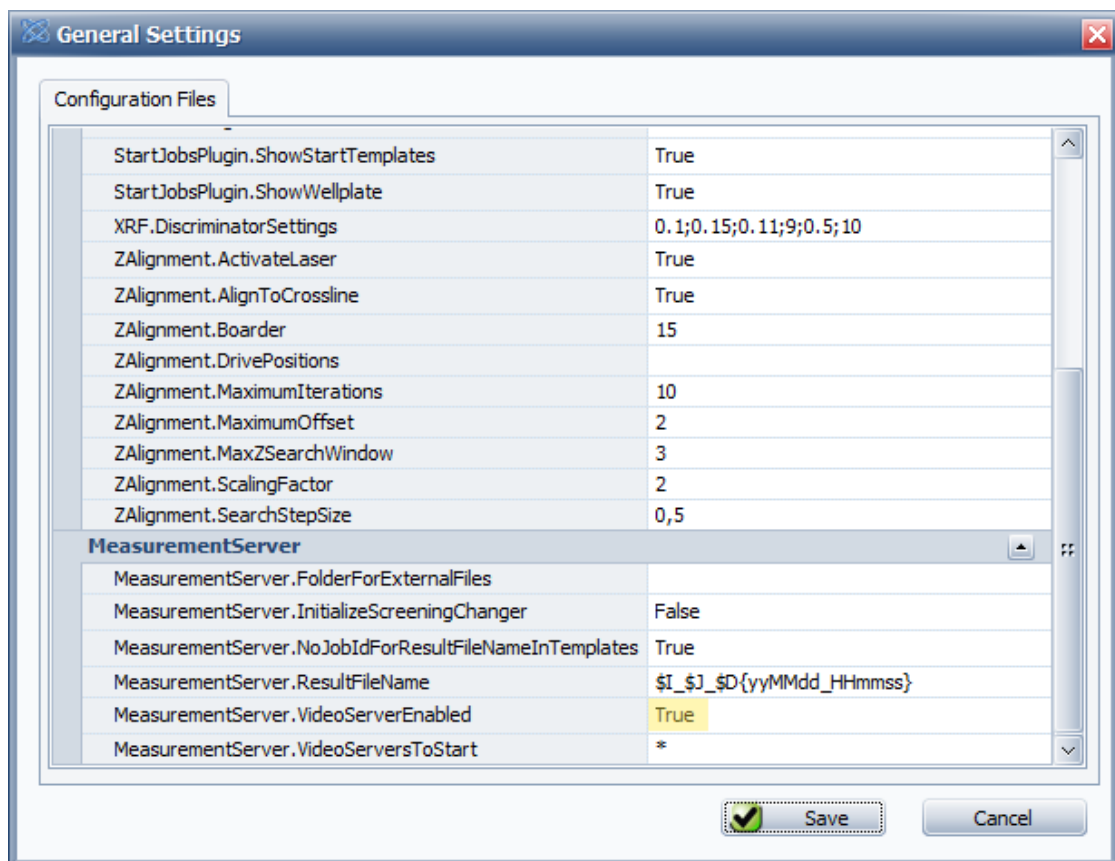 General Settings
Configuration Files
StartJobsPlugin.ShowStartTemplates True
StartJobsPlugin.ShowWellplate True
XRF.DiscriminatorSettings 0.1;0.15;0.11;9;0.5;10
ZAlignment.ActivateLaser True
ZAlignment.AlignToCrossline True
ZAlignment.Boarder 15
ZAlignment.DrivePositions
ZAlignment.MaximumIterations 10
ZAlignment.MaximumOffset 2
ZAlignment.MaxZSearchWindow 3
ZAlignment.ScalingFactor 2
ZAlignment.SearchStepSize 0,5
MeasurementServer
MeasurementServer.FolderForExternalFiles
MeasurementServer.InitializeScreeningChanger False
MeasurementServer.NoJobIdForResultFileNameInTemplates True
MeasurementServer.ResultFileName $I_$J_$D{yyMMdd_HHmmss}
MeasurementServer.VideoServerEnabled True
MeasurementServer.VideoServersToStart *
Save Cancel